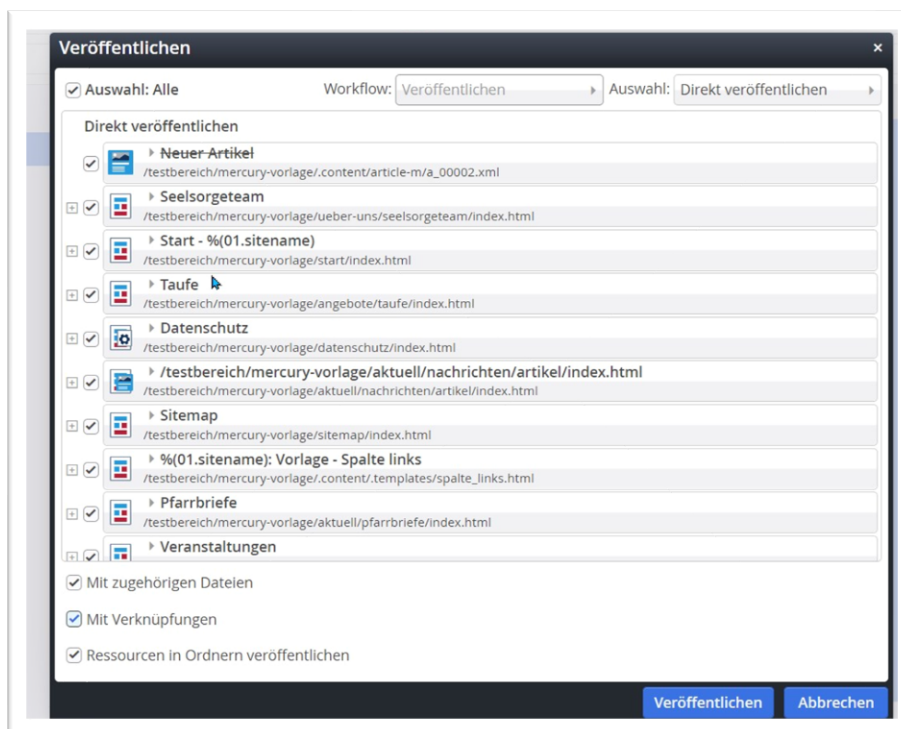 Veröffentlichen ×
Auswahl: Alle Workflow: Veröffentlichen Auswahl: Direkt veröffentlichen
Direkt veröffentlichen
Neuer Artikel
/testbereich/mercury-vorlage/.content/article-m/a_00002.xml
Seelsorgeteam
/testbereich/mercury-vorlage/ueber-uns/seelsorgeteam/index.html
Start - %(01.sitename)
/testbereich/mercury-vorlage/start/index.html
Taufe
/testbereich/mercury-vorlage/angebote/taufe/index.html
Datenschutz
/testbereich/mercury-vorlage/datenschutz/index.html
/testbereich/mercury-vorlage/aktuell/nachrichten/artikel/index.html
/testbereich/mercury-vorlage/aktuell/nachrichten/artikel/index.html
Sitemap
/testbereich/mercury-vorlage/sitemap/index.html
%(01.sitename): Vorlage - Spalte links
/testbereich/mercury-vorlage/.content/.templates/spalte_links.html
Pfarrbriefe
/testbereich/mercury-vorlage/aktuell/pfarrbriefe/index.html
Veranstaltungen
Mit zugehörigen Dateien
Mit Verknüpfungen
Ressourcen in Ordnern veröffentlichen
Veröffentlichen Abbrechen